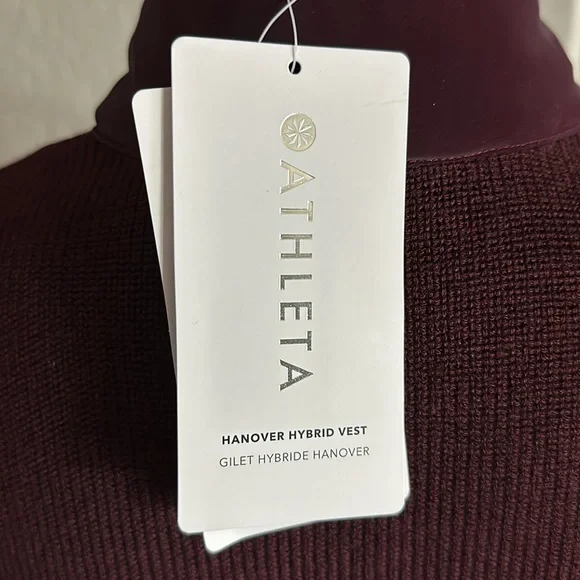 ATHLETA
HANOVER HYBRID VEST
GILET HYBRIDE HANOVER